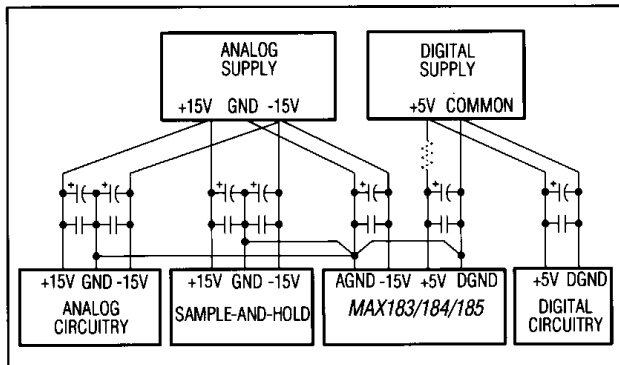 ANALOG SUPPLY
+15V GND -15V
DIGITAL SUPPLY
+5V COMMON
+ + + + + + +
+15V GND -15V
ANALOG CIRCUITRY
+15V GND -15V
SAMPLE-AND-HOLD
AGND -15V +5V DGND
MAX183/184/185
+5V DGND
DIGITAL CIRCUITRY